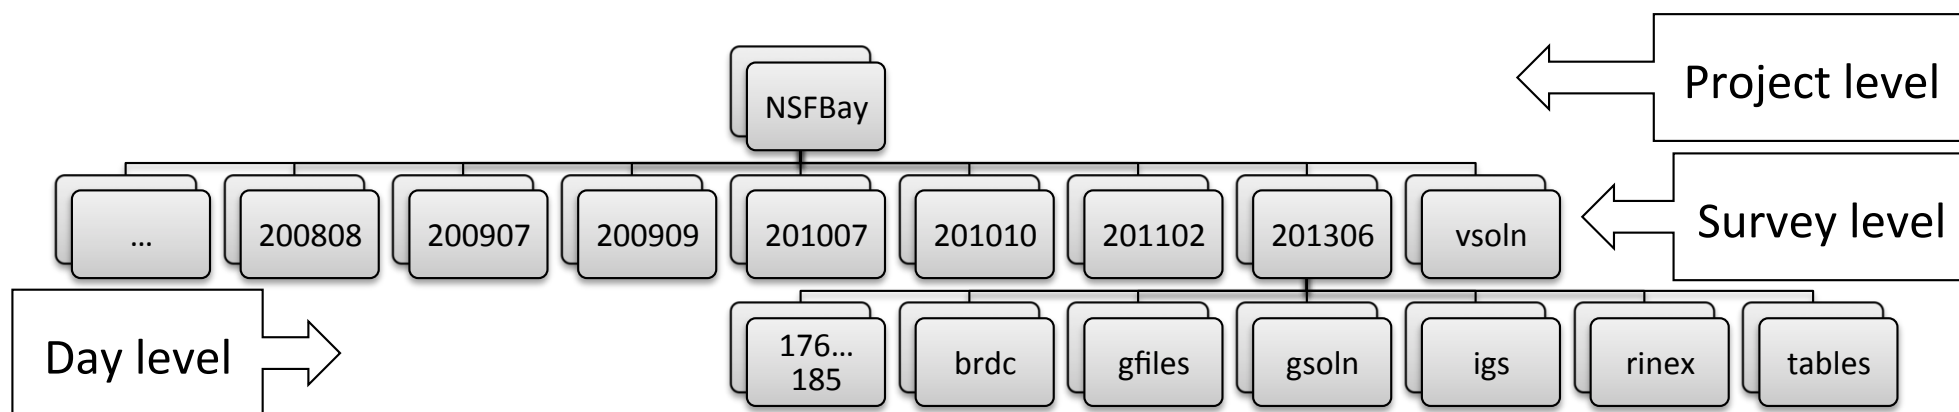 Project level
NSFBay
... 200808 200907 200909 201007 201010 201102 201306 vsoln
Survey level
Day level
176...
185
brdc gfiles gsoln igs rinex tables